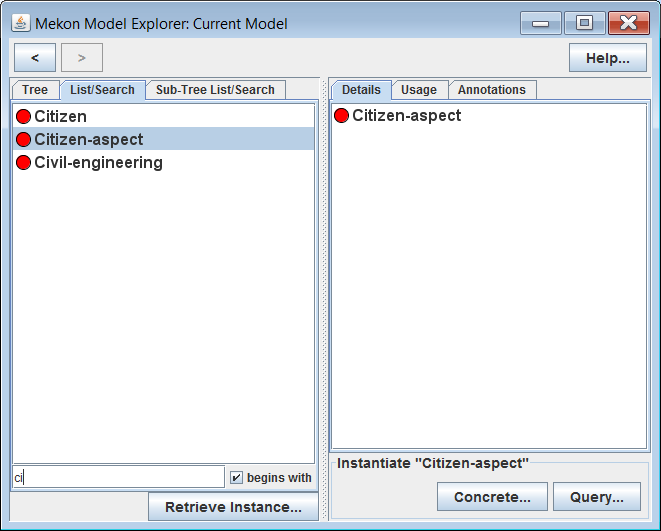 Mekon Model Explorer: Current Model
< > Help...
Tree List/Search Sub-Tree List/Search
Citizen
Citizen-aspect
Civil-engineering
ci begins with
Retrieve Instance...
Details Usage Annotations
Citizen-aspect
Instantiate "Citizen-aspect"
Concrete... Query...